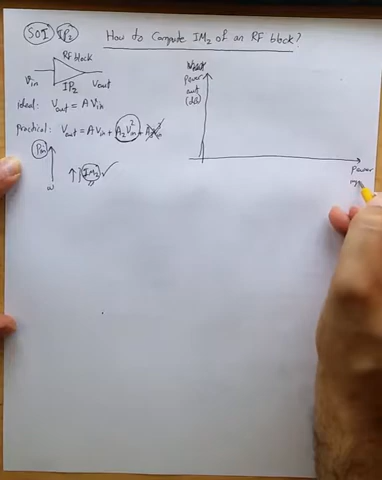 SOI IP2 How to Compute IM2 of an RF block?
RF block
Vin Vout
IP2
ideal: Vout = A Vin
practical: Vout = A Vin + A2 Vin² +
Pin
ω
↑ IM2 ✓
power
out (dB)
power